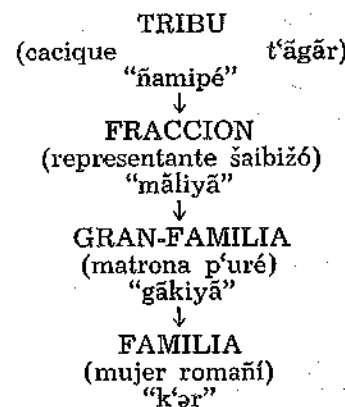 TRIBU
(cacique t‘ãgãr)
“ñamipé”
↓
FRACCION
(representante šaibižó)
“mãliyã”
↓
GRAN-FAMILIA
(matrona p‘uré)
“gãkiyã”
↓
FAMILIA
(mujer romañí)
“k‘ər”